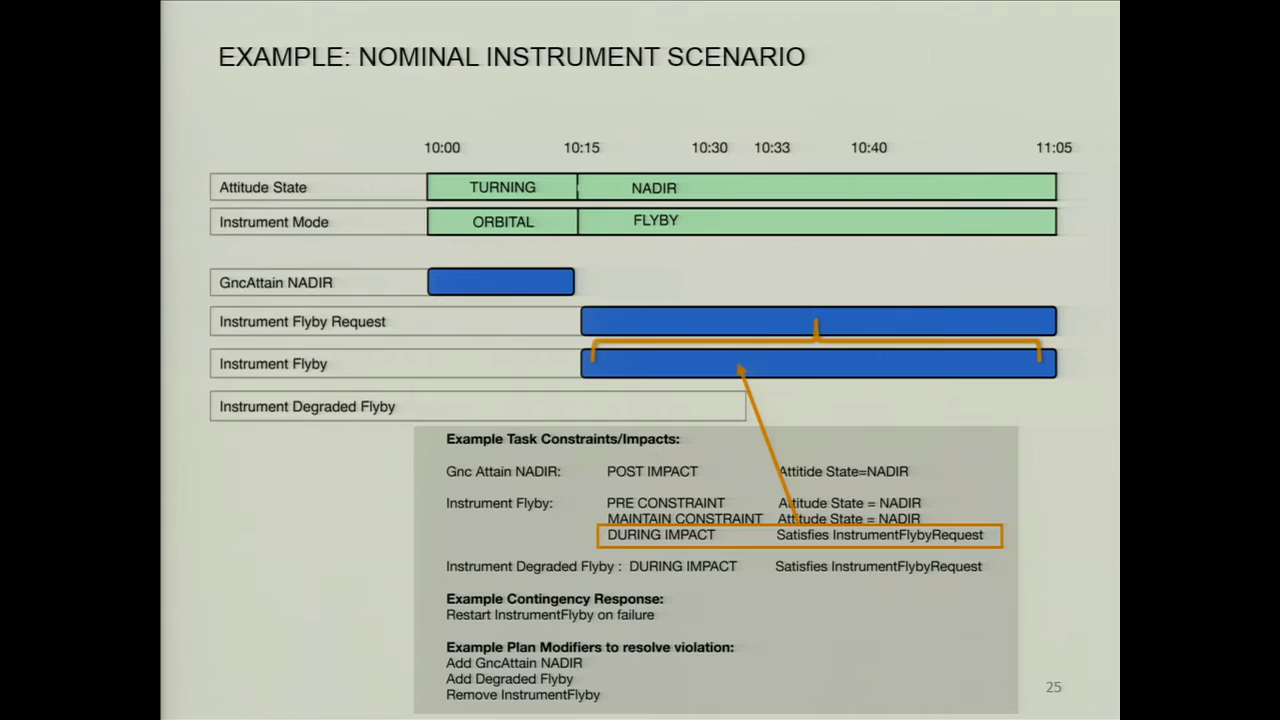 EXAMPLE: NOMINAL INSTRUMENT SCENARIO
10:00 10:15 10:30 10:33 10:40 11:05
Attitude State TURNING NADIR
Instrument Mode ORBITAL FLYBY
GncAttain NADIR
Instrument Flyby Request
Instrument Flyby
Instrument Degraded Flyby
Example Task Constraints/Impacts:
Gnc Attain NADIR: POST IMPACT Attitide State=NADIR
Instrument Flyby: PRE CONSTRAINT Attitude State = NADIR
MAINTAIN CONSTRAINT Attitude State = NADIR
DURING IMPACT Satisfies InstrumentFlybyRequest
Instrument Degraded Flyby : DURING IMPACT Satisfies InstrumentFlybyRequest
Example Contingency Response:
Restart InstrumentFlyby on failure
Example Plan Modifiers to resolve violation:
Add GncAttain NADIR
Add Degraded Flyby
Remove InstrumentFlyby
25